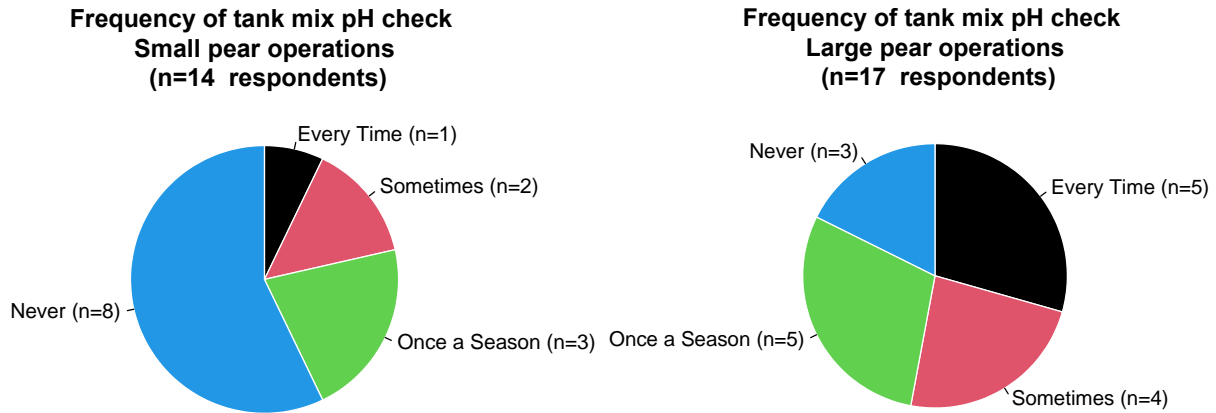 Frequency of tank mix pH check
Small pear operations
(n=14  respondents)
Every Time (n=1)
Sometimes (n=2)
Never (n=8)
Once a Season (n=3)
Frequency of tank mix pH check
Large pear operations
(n=17  respondents)
Never (n=3)
Every Time (n=5)
Once a Season (n=5)
Sometimes (n=4)